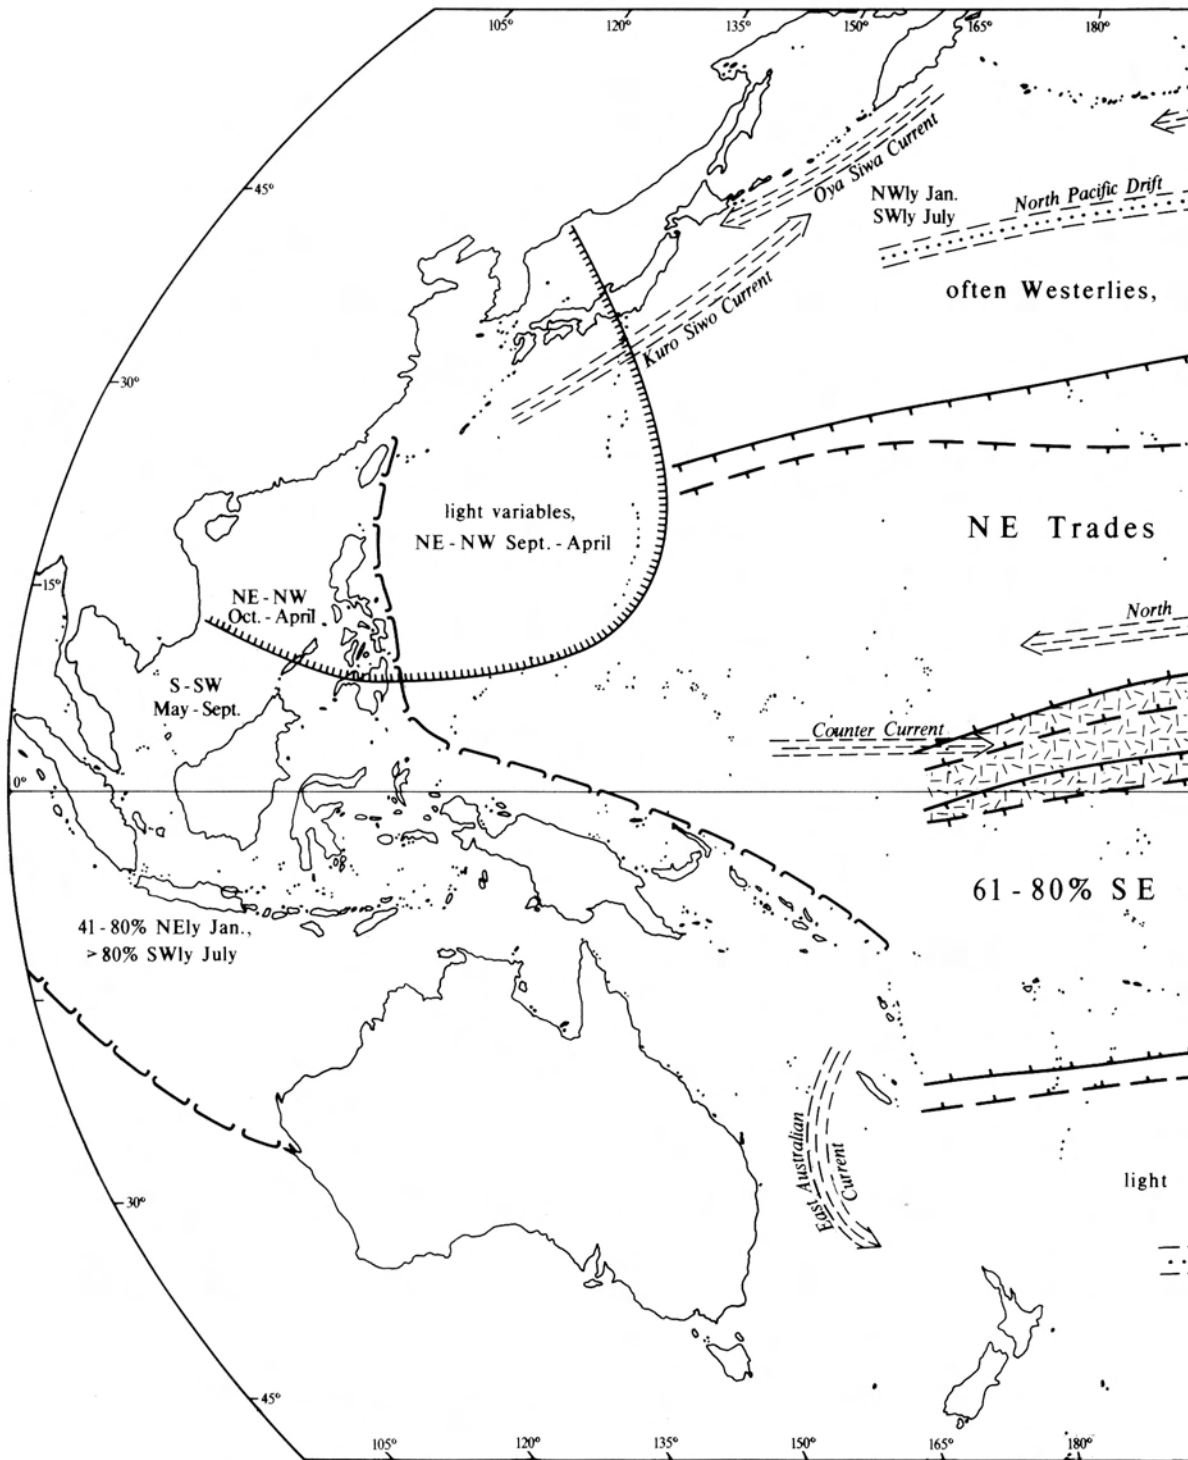 105°
120°
135°
150°
165°
180°
Oya Siwa Current
45°
NWly Jan.
SWly July
North Pacific Drift
often Westerlies,
Kuro Siwo Current
30°
light variables,
NE-NW Sept.-April
NE Trades
15°
NE-NW
Oct.-April
North
S-SW
May-Sept.
Counter Current
0°
61-80% SE
41-80% NEly Jan.,
>80% SWly July
East Australian
Current
light
30°
45°
105°
120°
135°
150°
165°
180°